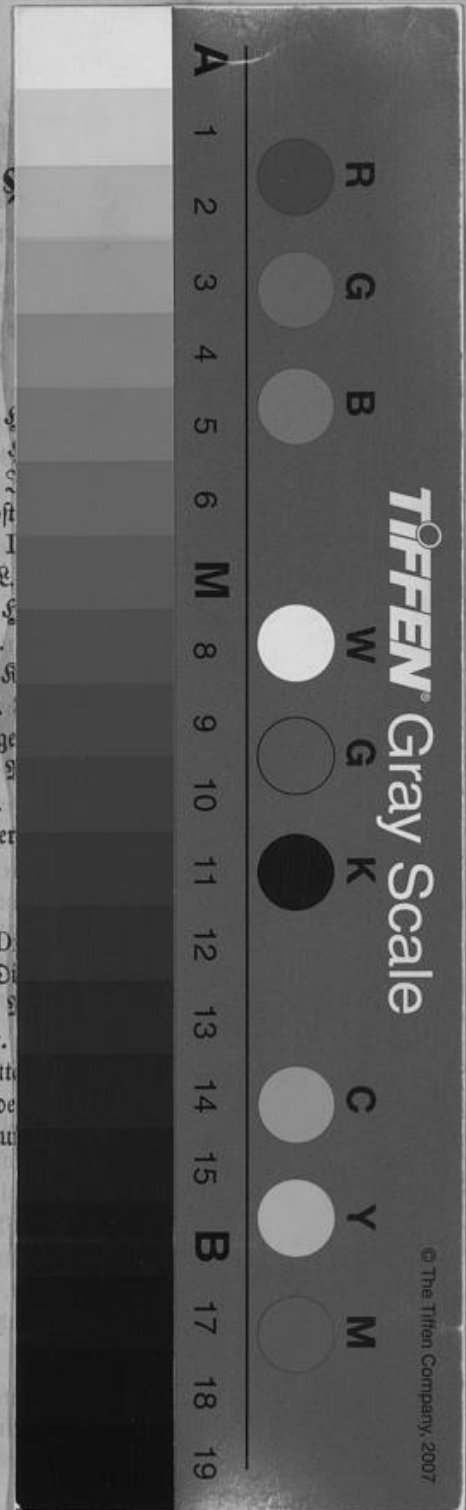 A 1 2 3 4 5 6 M 8 9 10 11 12 13 14 15 B 17 18 19
R G B W G K C Y M
TIFFEN® Gray Scale
© The Tiffen Company, 2007